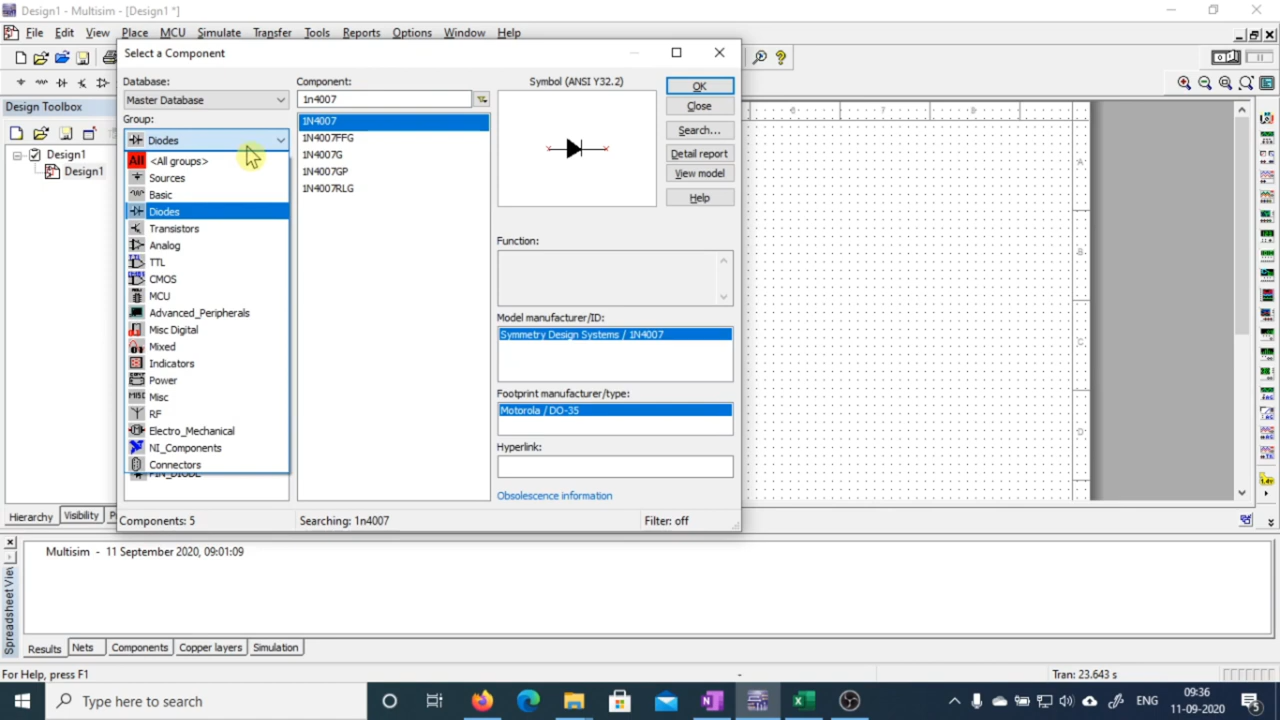 Design1 - Multisim - [Design1 *]
File Edit View Place MCU Simulate Transfer Tools Reports Options Window Help
Select a Component
Database:
Master Database
Group:
Diodes
<All groups>
Sources
Basic
Diodes
Transistors
Analog
TTL
CMOS
MCU
Advanced_Peripherals
Misc Digital
Mixed
Indicators
Power
Misc
RF
Electro_Mechanical
NI_Components
Connectors
PIN_DIODE
Component:
1n4007
1N4007
1N4007FFG
1N4007G
1N4007GP
1N4007RLG
Symbol (ANSI Y32.2)
OK
Close
Search...
Detail report
View model
Help
Function:
Model manufacturer/ID:
Symmetry Design Systems / 1N4007
Footprint manufacturer/type:
Motorola / DO-35
Hyperlink:
Obsolescence information
Components: 5
Searching: 1n4007
Filter: off
Design Toolbox
Design1
Design1
Hierarchy Visibility
A
B
C
D
Spreadsheet View
Multisim - 11 September 2020, 09:01:09
Results Nets Components Copper layers Simulation
For Help, press F1
Tran: 23.643 s
Type here to search
ENG
09:36
11-09-2020
5